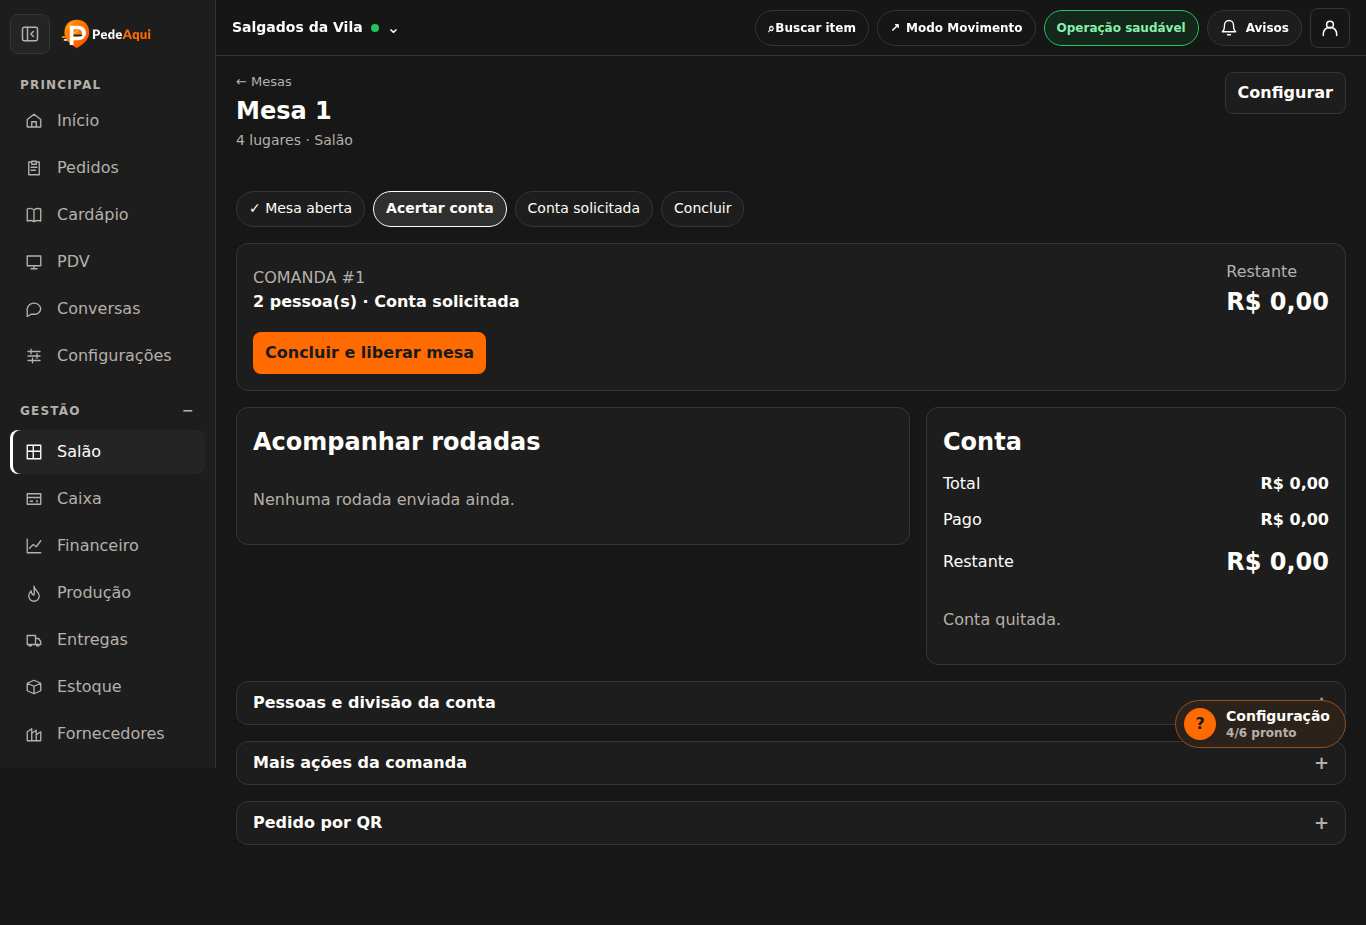 PedeAqui
PRINCIPAL
Início
Pedidos
Cardápio
PDV
Conversas
Configurações
GESTÃO −
Salão
Caixa
Financeiro
Produção
Entregas
Estoque
Fornecedores
Salgados da Vila
⌕Buscar item
↗ Modo Movimento
Operação saudável
Avisos
← Mesas
Mesa 1
4 lugares · Salão
Configurar
✓ Mesa aberta
Acertar conta
Conta solicitada
Concluir
COMANDA #1
2 pessoa(s) · Conta solicitada
Restante
R$ 0,00
Concluir e liberar mesa
Acompanhar rodadas
Nenhuma rodada enviada ainda.
Conta
Total R$ 0,00
Pago R$ 0,00
Restante R$ 0,00
Conta quitada.
Pessoas e divisão da conta
? Configuração
4/6 pronto
Mais ações da comanda +
Pedido por QR +